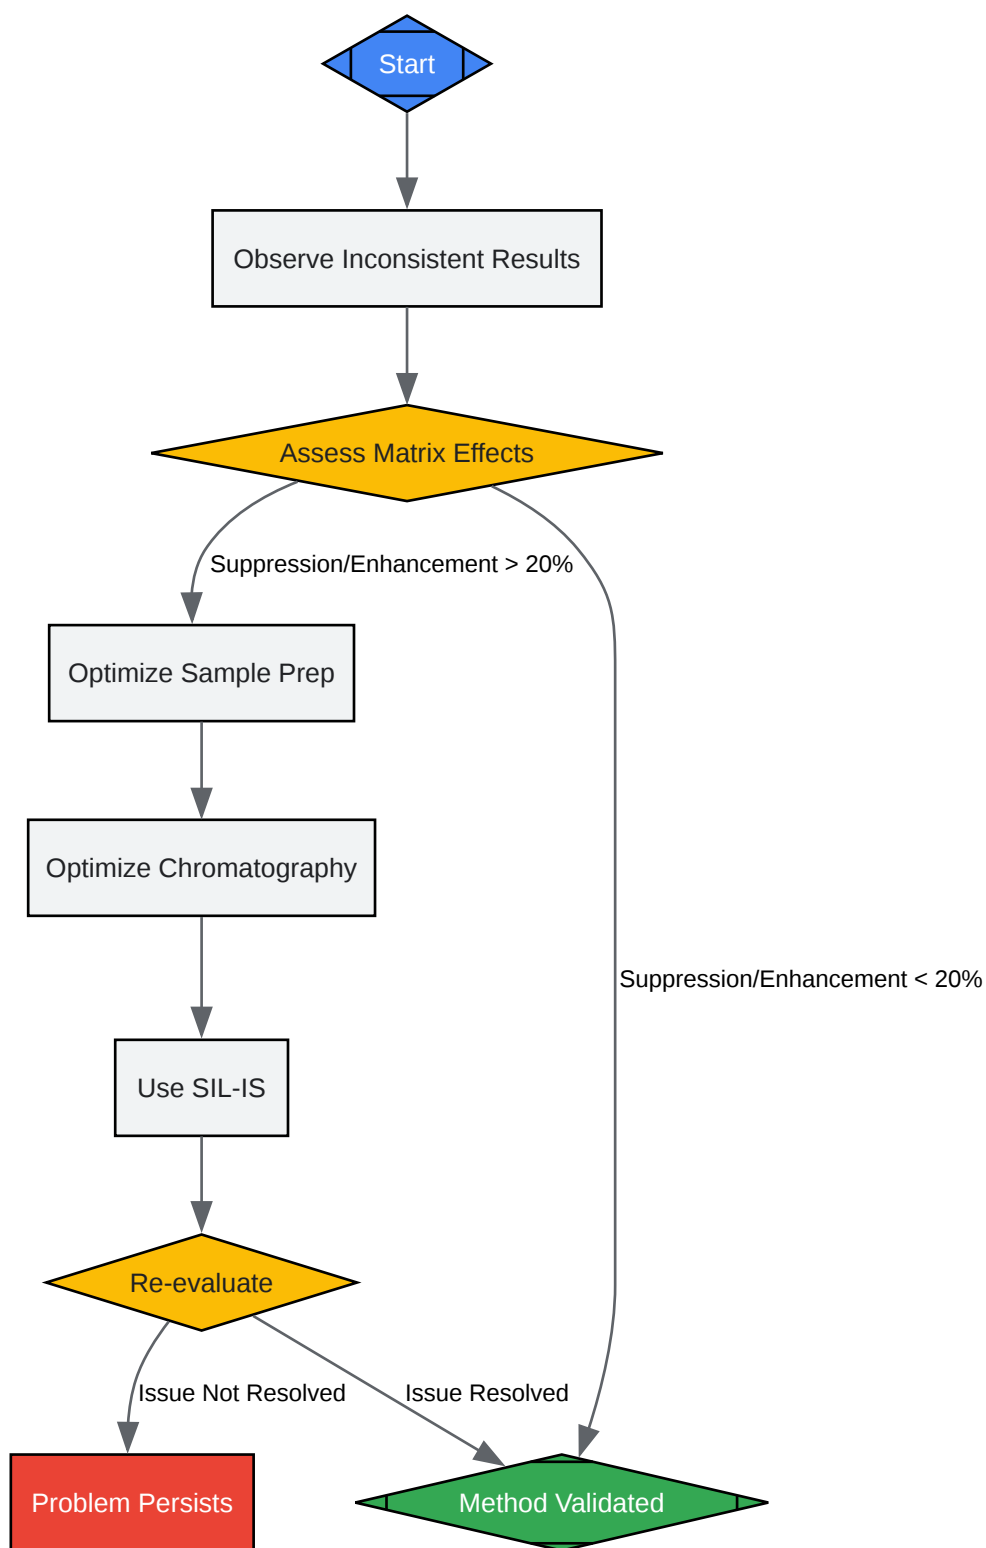 Start
Observe Inconsistent Results
Assess Matrix Effects
Suppression/Enhancement > 20%
Optimize Sample Prep
Optimize Chromatography
Suppression/Enhancement < 20%
Use SIL-IS
Re-evaluate
Issue Not Resolved
Issue Resolved
Problem Persists
Method Validated